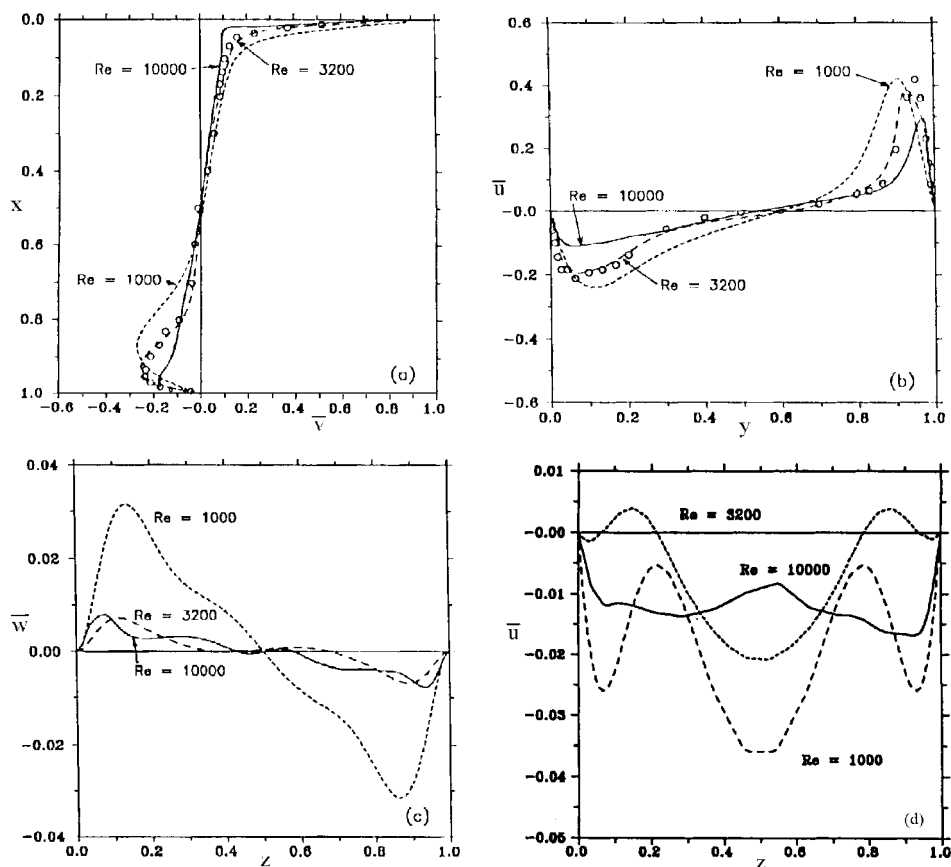 0.0
0.2
0.4
0.6
0.8
1.0
x
Re = 10000
Re = 3200
Re = 1000
(a)
-0.6 -0.4 -0.2 -0.0 0.2 0.4 0.6 0.8 1.0
v
0.6
0.4
0.2
-0.0
-0.2
-0.4
-0.6
u
Re = 1000
Re = 10000
Re = 3200
(b)
0.0 0.2 0.4 0.6 0.8 1.0
y
0.04
0.02
0.00
-0.02
-0.04
w
Re = 1000
Re = 3200
Re = 10000
(c)
0.0 0.2 0.4 0.6 0.8 1.0
z
0.01
-0.00
-0.01
-0.02
-0.03
-0.04
-0.05
u
Re = 3200
Re = 10000
Re = 1000
(d)
0.0 0.2 0.4 0.6 0.8 1.0
z